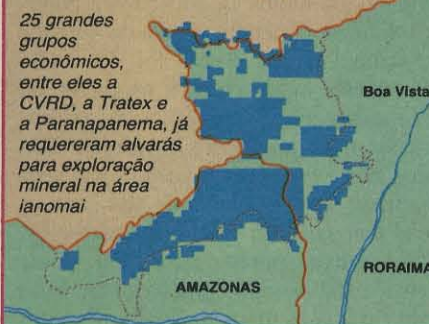 25 grandes
grupos
econômicos,
entre eles a
CVRD, a Tratex e
a Paranapanema, já
requereram alvarás
para exploração
mineral na área
ianomai
Boa Vista
RORAIMA
AMAZONAS